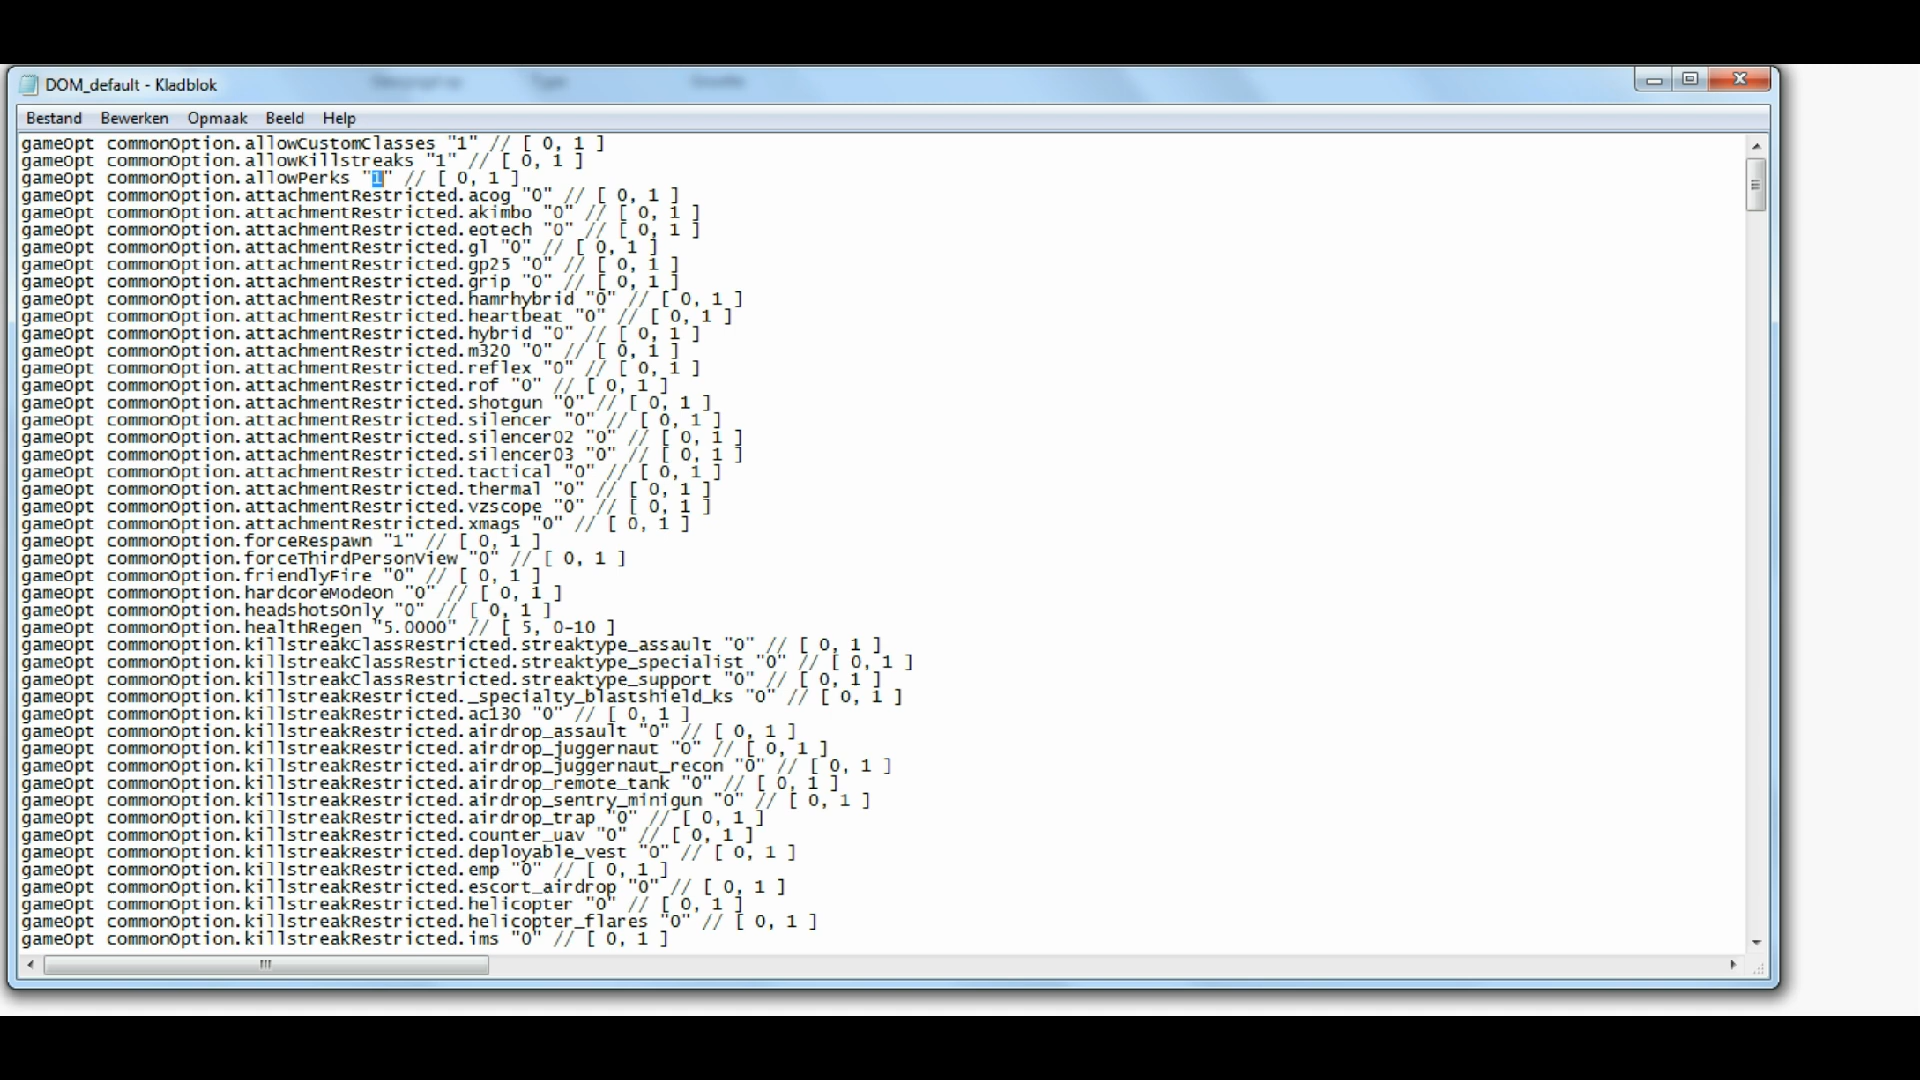 DOM_default - Kladblok
Bestand Bewerken Opmaak Beeld Help
gameOpt commonOption.allowCustomClasses "1" // [ 0, 1 ]
gameOpt commonOption.allowKillstreaks "1" // [ 0, 1 ]
gameOpt commonOption.allowPerks "1" // [ 0, 1 ]
gameOpt commonOption.attachmentRestricted.acog "0" // [ 0, 1 ]
gameOpt commonOption.attachmentRestricted.akimbo "0" // [ 0, 1 ]
gameOpt commonOption.attachmentRestricted.eotech "0" // [ 0, 1 ]
gameOpt commonOption.attachmentRestricted.gl "0" // [ 0, 1 ]
gameOpt commonOption.attachmentRestricted.gp25 "0" // [ 0, 1 ]
gameOpt commonOption.attachmentRestricted.grip "0" // [ 0, 1 ]
gameOpt commonOption.attachmentRestricted.hamrhybrid "0" // [ 0, 1 ]
gameOpt commonOption.attachmentRestricted.heartbeat "0" // [ 0, 1 ]
gameOpt commonOption.attachmentRestricted.hybrid "0" // [ 0, 1 ]
gameOpt commonOption.attachmentRestricted.m320 "0" // [ 0, 1 ]
gameOpt commonOption.attachmentRestricted.reflex "0" // [ 0, 1 ]
gameOpt commonOption.attachmentRestricted.rof "0" // [ 0, 1 ]
gameOpt commonOption.attachmentRestricted.shotgun "0" // [ 0, 1 ]
gameOpt commonOption.attachmentRestricted.silencer "0" // [ 0, 1 ]
gameOpt commonOption.attachmentRestricted.silencer02 "0" // [ 0, 1 ]
gameOpt commonOption.attachmentRestricted.silencer03 "0" // [ 0, 1 ]
gameOpt commonOption.attachmentRestricted.tactical "0" // [ 0, 1 ]
gameOpt commonOption.attachmentRestricted.thermal "0" // [ 0, 1 ]
gameOpt commonOption.attachmentRestricted.vzscope "0" // [ 0, 1 ]
gameOpt commonOption.attachmentRestricted.xmags "0" // [ 0, 1 ]
gameOpt commonOption.forceRespawn "1" // [ 0, 1 ]
gameOpt commonOption.forceThirdPersonView "0" // [ 0, 1 ]
gameOpt commonOption.friendlyFire "0" // [ 0, 1 ]
gameOpt commonOption.hardcoreModeOn "0" // [ 0, 1 ]
gameOpt commonOption.headshotsOnly "0" // [ 0, 1 ]
gameOpt commonOption.healthRegen "5.0000" // [ 5, 0-10 ]
gameOpt commonOption.killstreakClassRestricted.streaktype_assault "0" // [ 0, 1 ]
gameOpt commonOption.killstreakClassRestricted.streaktype_specialist "0" // [ 0, 1 ]
gameOpt commonOption.killstreakClassRestricted.streaktype_support "0" // [ 0, 1 ]
gameOpt commonOption.killstreakRestricted._specialty_blastshield_ks "0" // [ 0, 1 ]
gameOpt commonOption.killstreakRestricted.ac130 "0" // [ 0, 1 ]
gameOpt commonOption.killstreakRestricted.airdrop_assault "0" // [ 0, 1 ]
gameOpt commonOption.killstreakRestricted.airdrop_juggernaut "0" // [ 0, 1 ]
gameOpt commonOption.killstreakRestricted.airdrop_juggernaut_recon "0" // [ 0, 1 ]
gameOpt commonOption.killstreakRestricted.airdrop_remote_tank "0" // [ 0, 1 ]
gameOpt commonOption.killstreakRestricted.airdrop_sentry_minigun "0" // [ 0, 1 ]
gameOpt commonOption.killstreakRestricted.airdrop_trap "0" // [ 0, 1 ]
gameOpt commonOption.killstreakRestricted.counter_uav "0" // [ 0, 1 ]
gameOpt commonOption.killstreakRestricted.deployable_vest "0" // [ 0, 1 ]
gameOpt commonOption.killstreakRestricted.emp "0" // [ 0, 1 ]
gameOpt commonOption.killstreakRestricted.escort_airdrop "0" // [ 0, 1 ]
gameOpt commonOption.killstreakRestricted.helicopter "0" // [ 0, 1 ]
gameOpt commonOption.killstreakRestricted.helicopter_flares "0" // [ 0, 1 ]
gameOpt commonOption.killstreakRestricted.ims "0" // [ 0, 1 ]